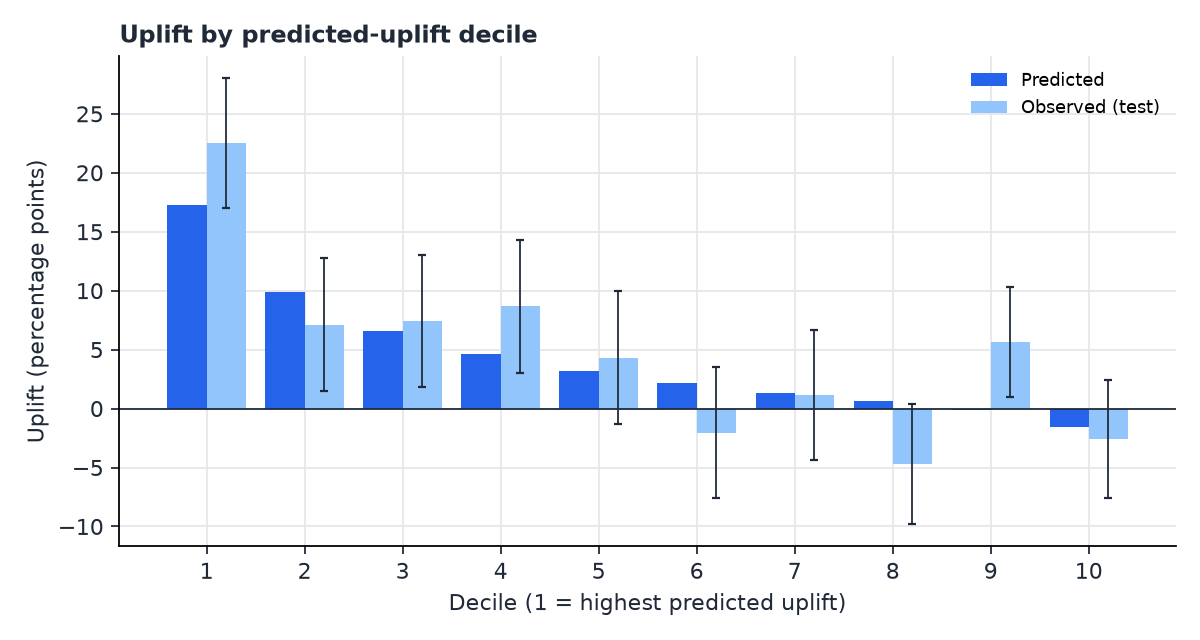 Uplift by predicted-uplift decile
Predicted
Observed (test)
Uplift (percentage points)
25
20
15
10
5
0
−5
−10
1 2 3 4 5 6 7 8 9 10
Decile (1 = highest predicted uplift)